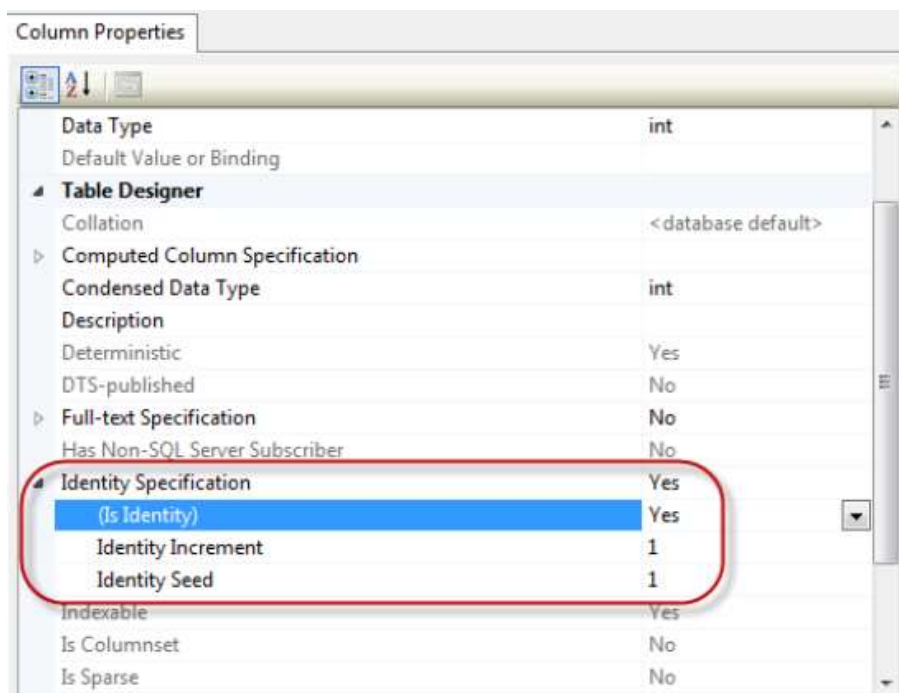 Column Properties
Data Type int
Default Value or Binding
Table Designer
Collation <database default>
Computed Column Specification
Condensed Data Type int
Description
Deterministic Yes
DTS-published No
Full-text Specification No
Has Non-SQL Server Subscriber No
Identity Specification Yes
(Is Identity) Yes
Identity Increment 1
Identity Seed 1
Indexable Yes
Is Columnset No
Is Sparse No